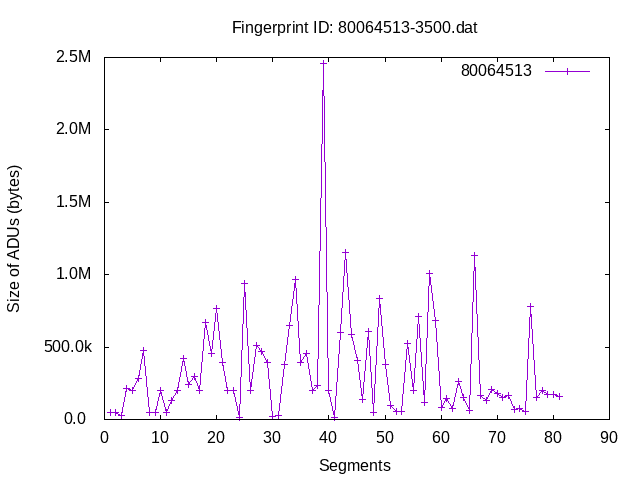 Fingerprint ID: 80064513-3500.dat
80064513
Size of ADUs (bytes)
2.5M
2.0M
1.5M
1.0M
500.0k
0.0
0 10 20 30 40 50 60 70 80 90
Segments